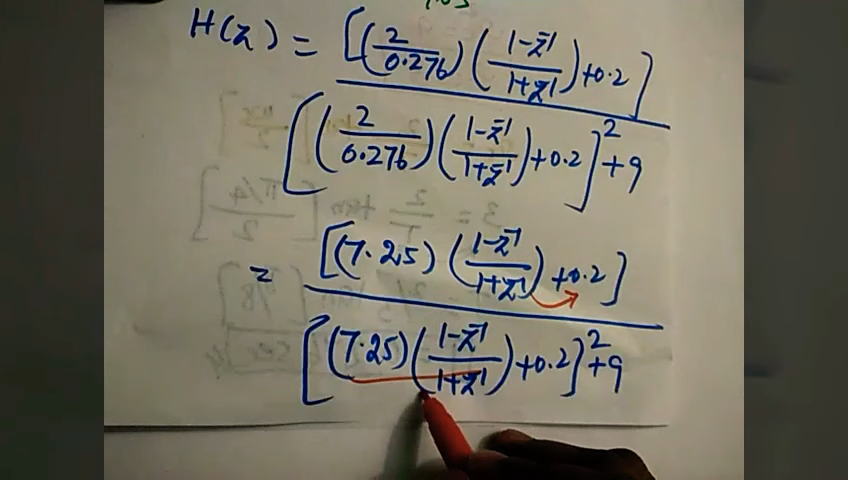 H(z) = [(2/0.276)((1-z⁻¹)/(1+z⁻¹))+0.2]
[(2/0.276)((1-z⁻¹)/(1+z⁻¹))+0.2]²+9
= [(7.25)((1-z⁻¹)/(1+z⁻¹))+0.2]
[(7.25)((1-z⁻¹)/(1+z⁻¹))+0.2]²+9